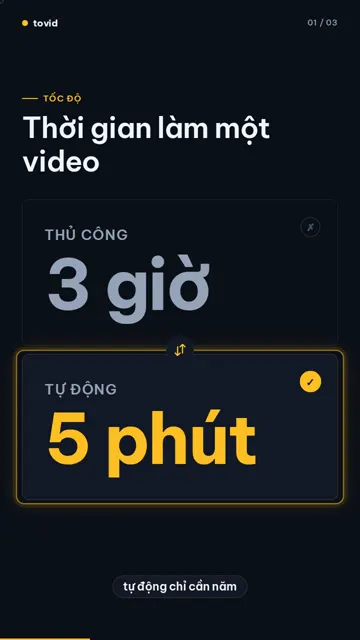 tovid
01 / 03
TỐC ĐỘ
Thời gian làm một
video
THỦ CÔNG
✗
3 giờ
TỰ ĐỘNG
✓
5 phút
tự động chỉ cần năm